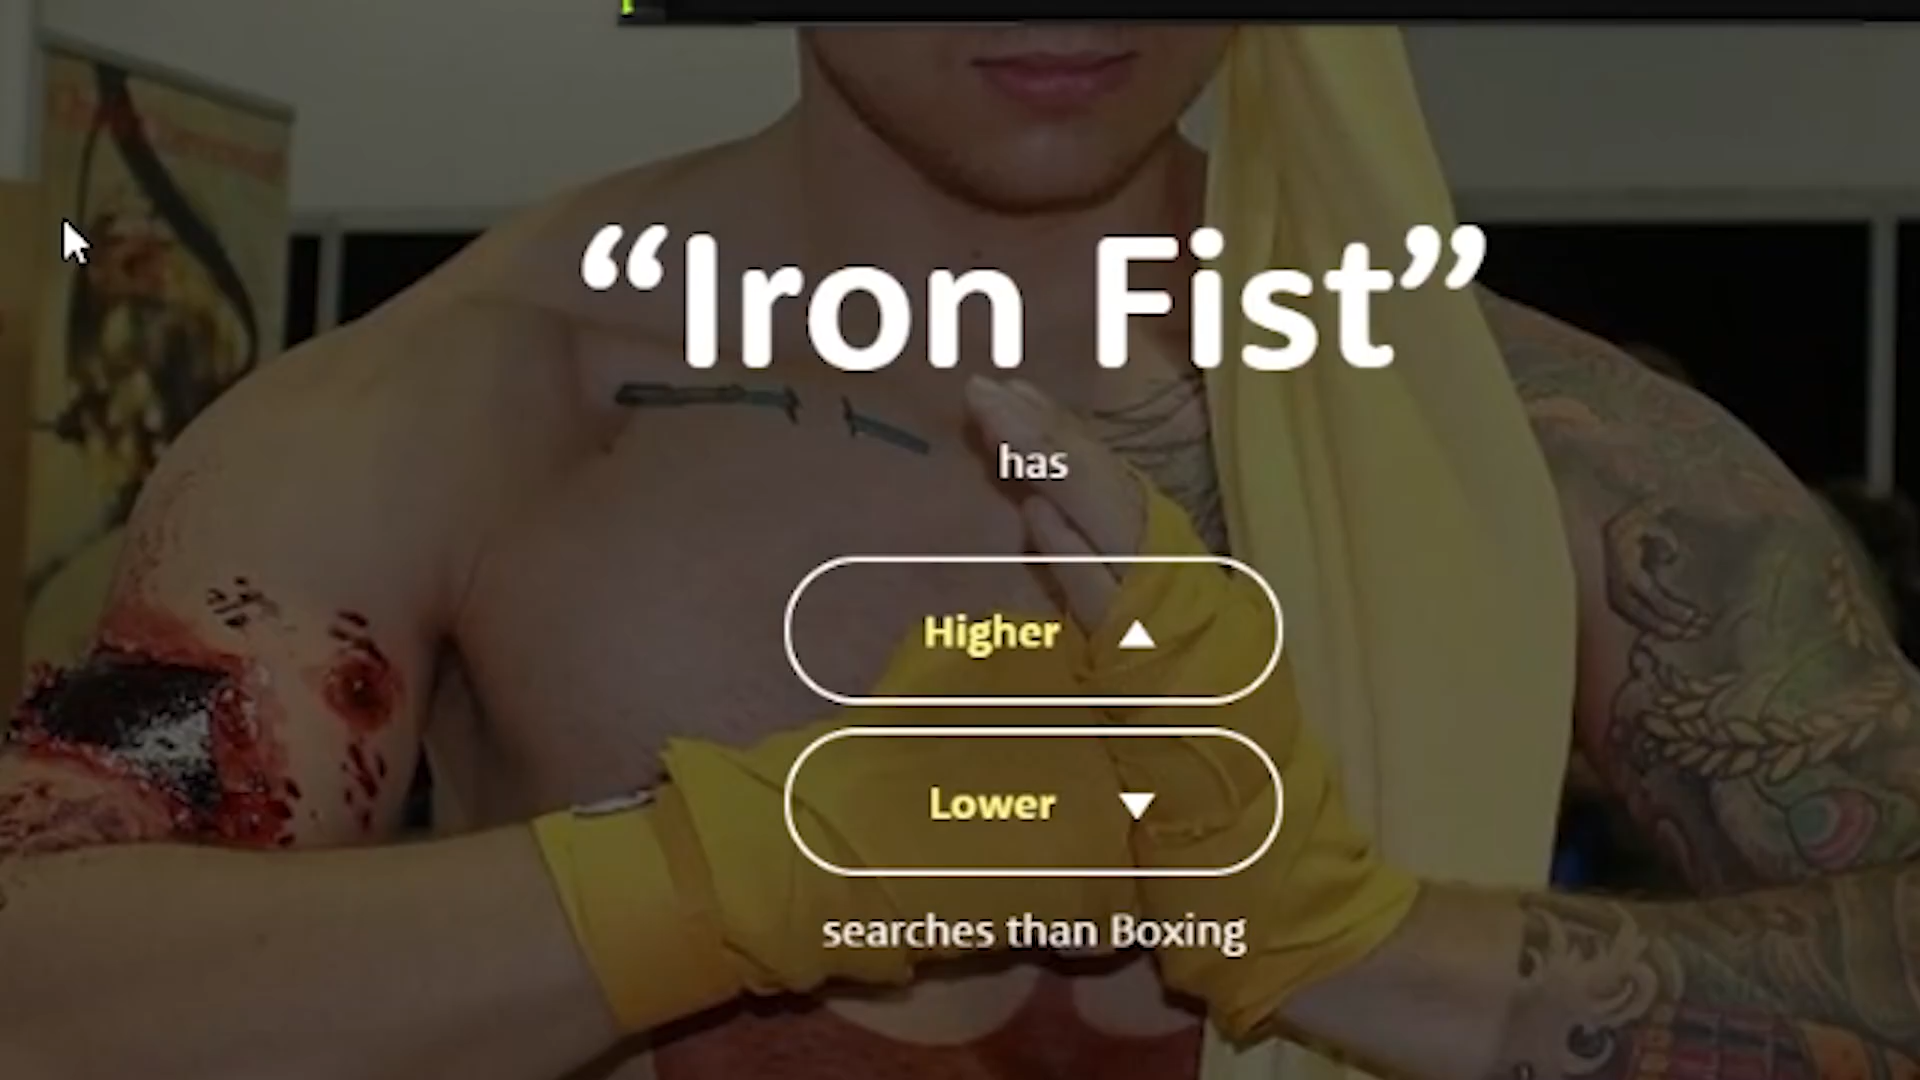 “Iron Fist”
has
Higher
Lower
searches than Boxing